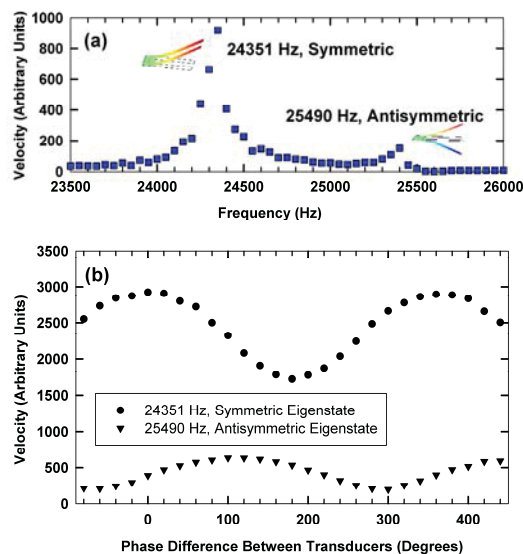 (a)
24351 Hz, Symmetric
25490 Hz, Antisymmetric
Velocity (Arbitrary Units)
1000
800
600
400
200
0
23500 24000 24500 25000 25500 26000
Frequency (Hz)
(b)
Velocity (Arbitrary Units)
3500
3000
2500
2000
1500
1000
500
0
24351 Hz, Symmetric Eigenstate
25490 Hz, Antisymmetric Eigenstate
0 100 200 300 400
Phase Difference Between Transducers (Degrees)